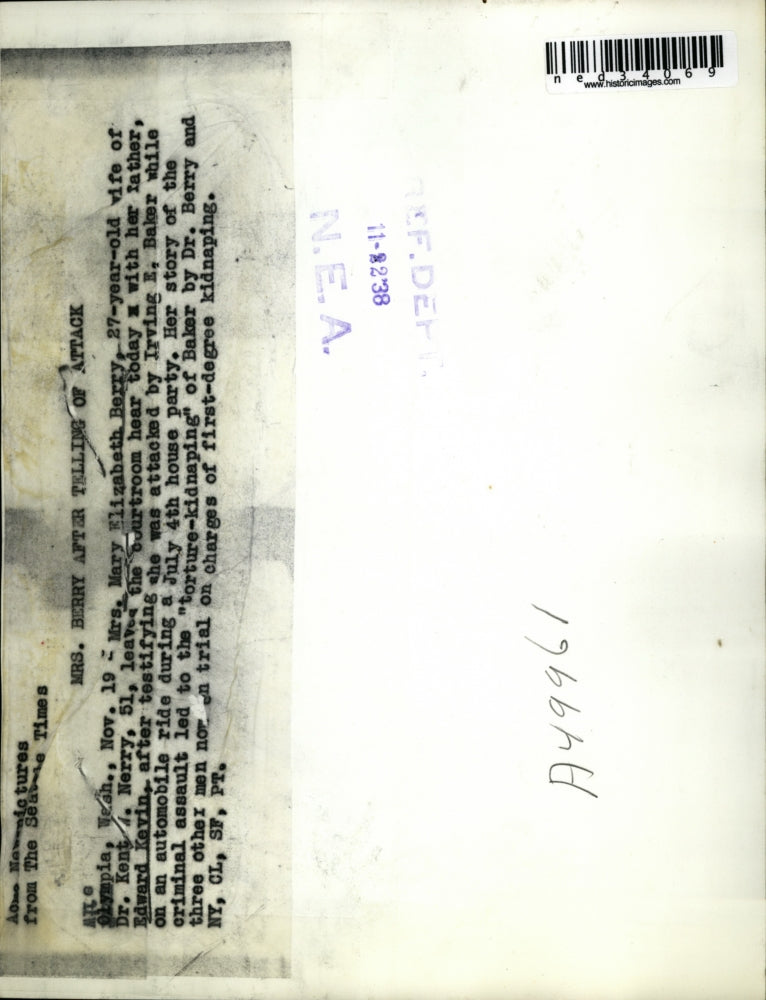 Acme Newspictures
from The Seattle Times
MRS. BERRY AFTER TELLING OF ATTACK
Olympia, Wash., Nov. 19 - Mrs. Mary Elizabeth Berry, 27-year-old wife of
Dr. Kent W. Nerry, 51, leaves the courtroom hear today x with her father,
Edward Kevin, after testifying she was attacked by Irving E. Baker while
on an automobile ride during a July 4th house party. Her story of the
criminal assault led to the "torture-kidnaping" of Baker by Dr. Berry and
three other men now on trial on charges of first-degree kidnaping.
NY, CL, SF, PT.
REF. DEPT.
11-22'38
N.E.A.
ned34069
www.historicimages.com
A49961